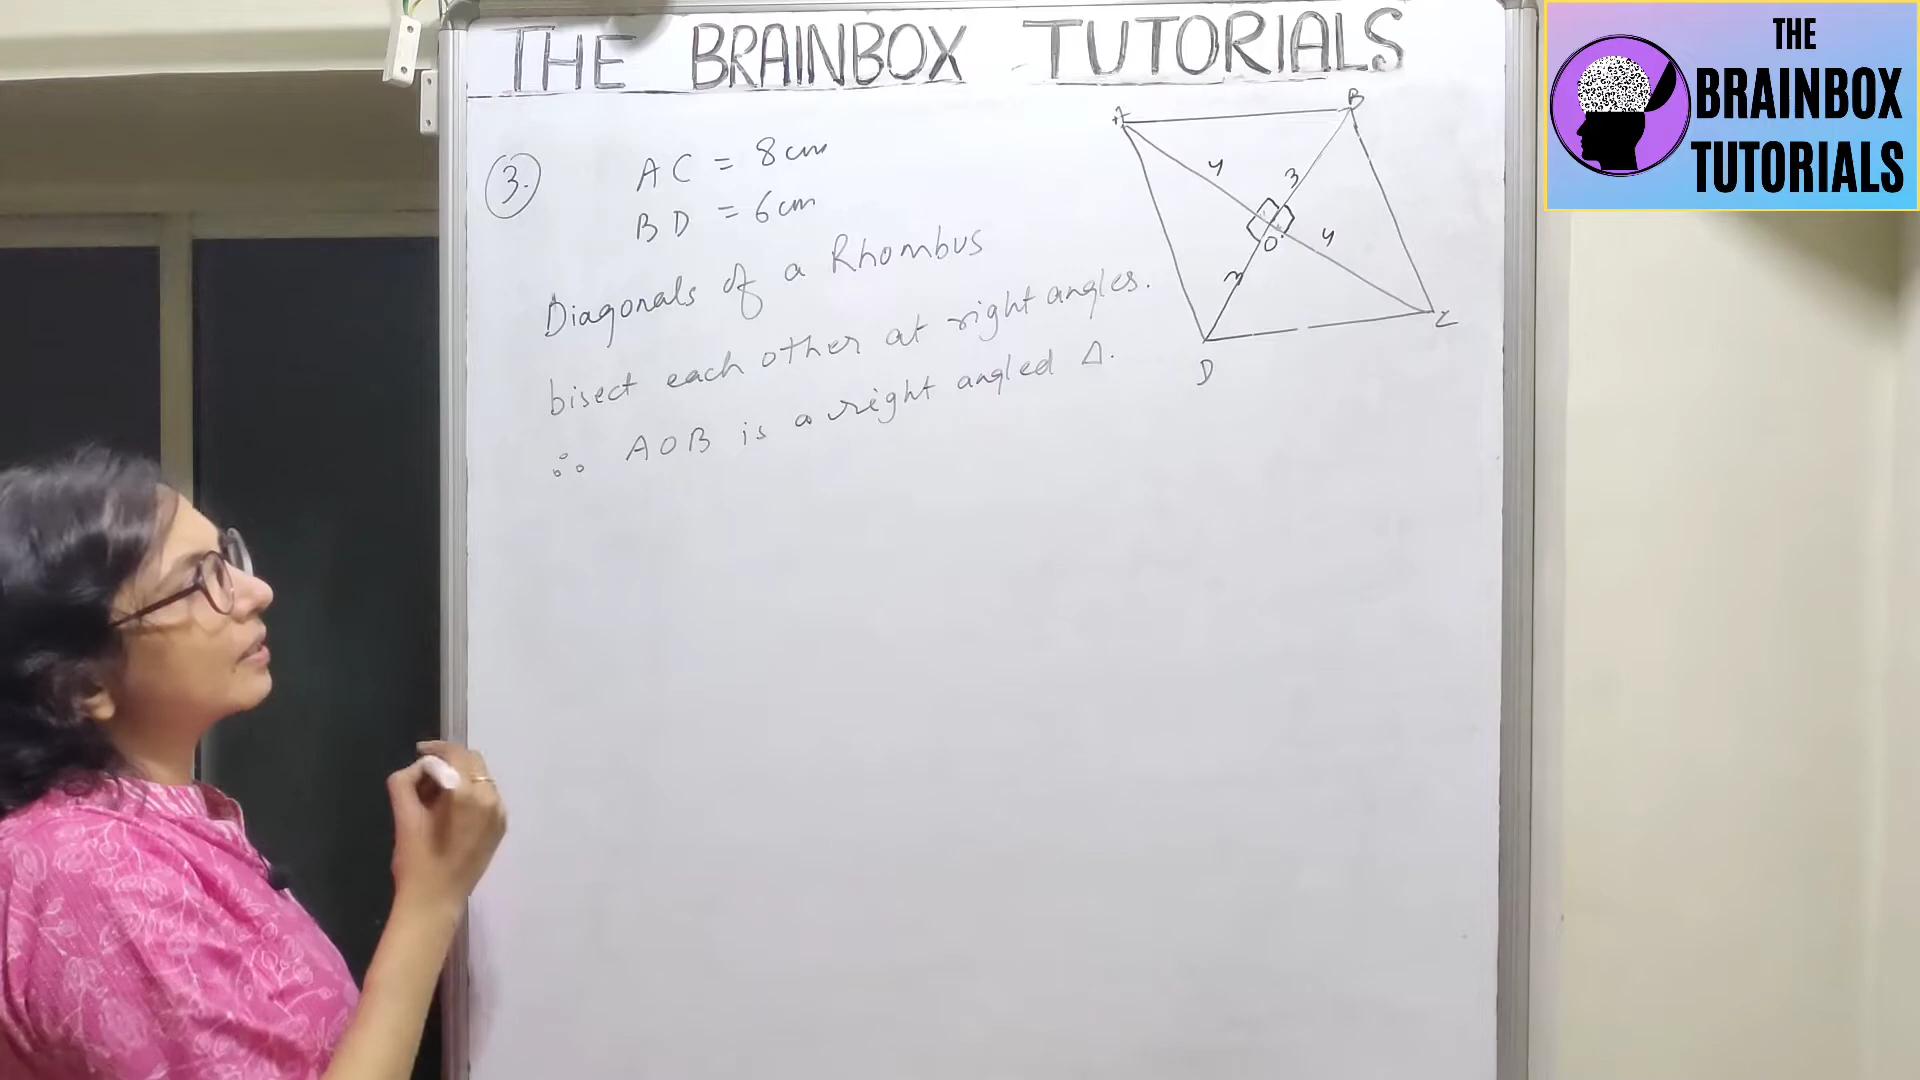 THE BRAINBOX TUTORIALS
THE
BRAINBOX
TUTORIALS
3.
AC = 8 cm
BD = 6 cm
Diagonals of a Rhombus
bisect each other at right angles.
∴ AOB is a right angled Δ.
A
B
4
3
O
4
3
C
D